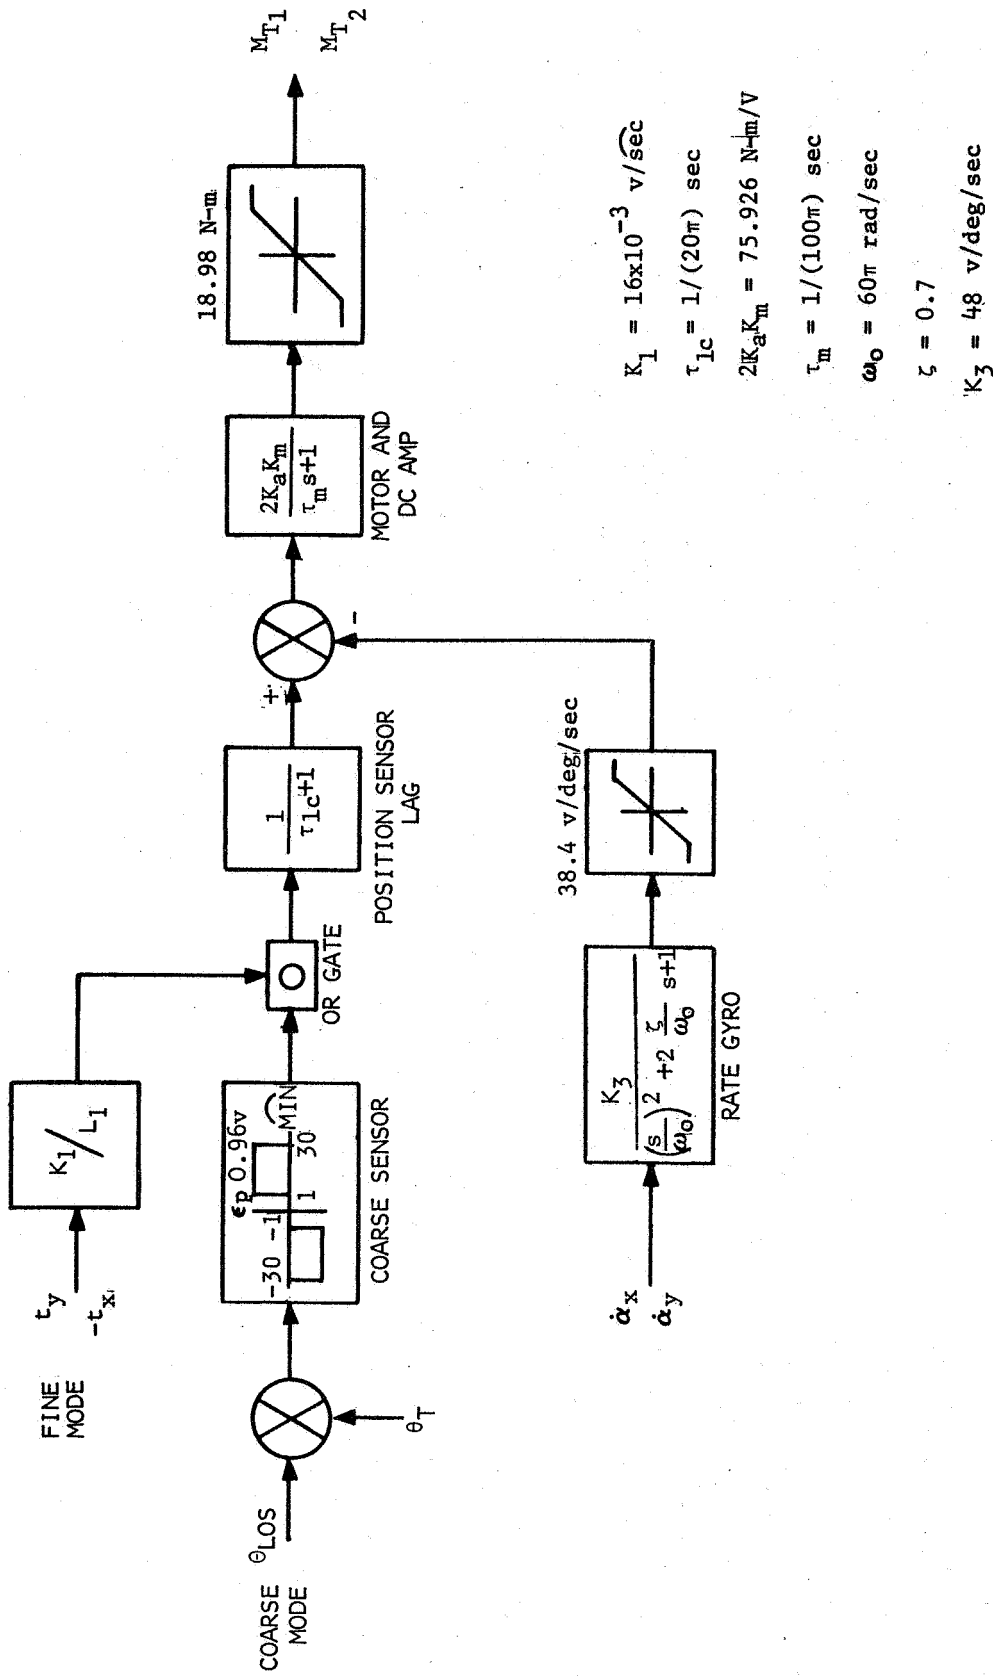 FINE
MODE
t_y
-t_x
K_1/L_1
COARSE
MODE
θ_LOS
θ_T
ϵ_p 0.96v
-30 -1 1 30
MIN
COARSE SENSOR
OR GATE
1
τ_1c+1
POSITION SENSOR
LAG
+
-
2K_aK_m
τ_m s+1
MOTOR AND
DC AMP
18.98 N-m
M_T1
M_T2
α̇_x
α̇_y
K_3
(s/ω_0)^2 +2 ζ/ω_0 s+1
RATE GYRO
38.4 v/deg/sec
K_1 = 16x10^-3 v/sec
τ_1c = 1/(20π) sec
2K_aK_m = 75.926 N-m/V
τ_m = 1/(100π) sec
ω_0 = 60π rad/sec
ζ = 0.7
K_3 = 48 v/deg/sec